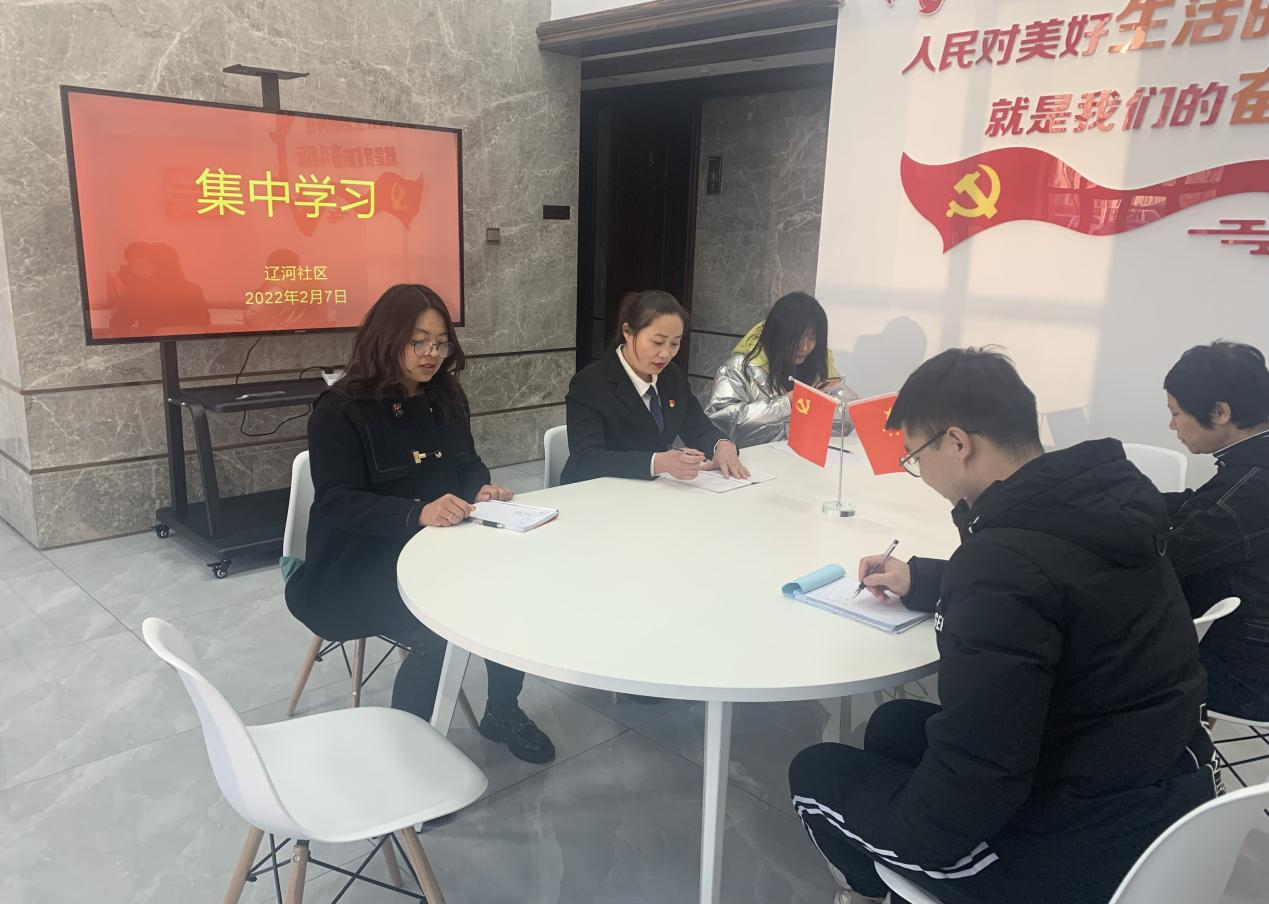 集中学习
辽河社区
2022年2月7日
人民对美好生活的
就是我们的奋